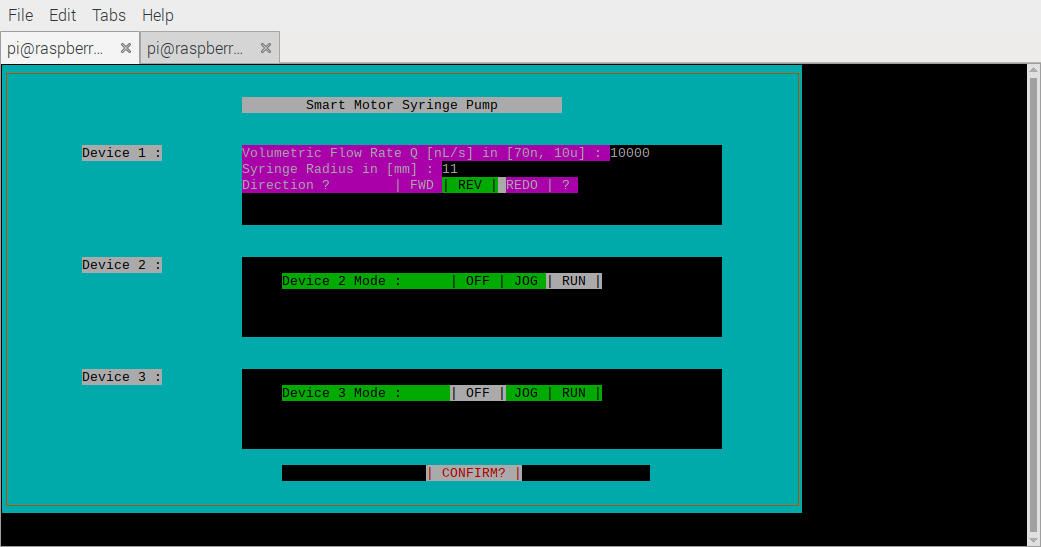 File Edit Tabs Help
pi@raspberr... pi@raspberr...
Smart Motor Syringe Pump
Device 1 : Volumetric Flow Rate Q [nL/s] in [70n, 10u] : 10000
Syringe Radius in [mm] : 11
Direction ? | FWD | REV | REDO | ?
Device 2 :
Device 2 Mode : | OFF | JOG | RUN |
Device 3 :
Device 3 Mode : | OFF | JOG | RUN |
| CONFIRM? |